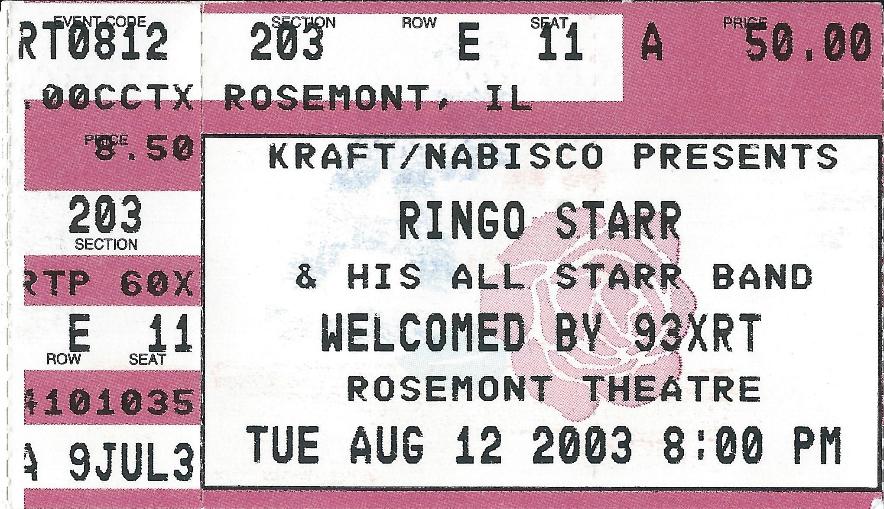 EVENT CODE SECTION ROW SEAT PRICE
RT0812 203 E 11 A 50.00
.00CCTX ROSEMONT, IL
PRICE
8.50
203
SECTION
RTP 60X
E 11
ROW SEAT
4101035
A 9JUL3
KRAFT/NABISCO PRESENTS
RINGO STARR
& HIS ALL STARR BAND
WELCOMED BY 93XRT
ROSEMONT THEATRE
TUE AUG 12 2003 8:00 PM